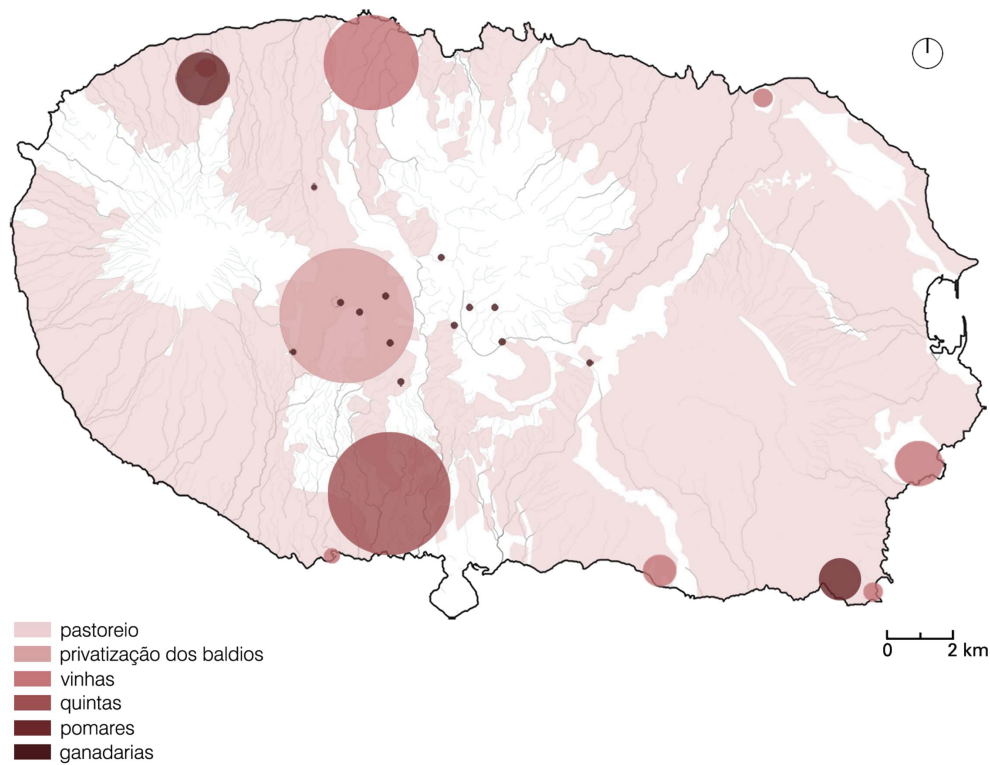 0 2 km
pastoreio
privatização dos baldios
vinhas
quintas
pomares
ganadarias